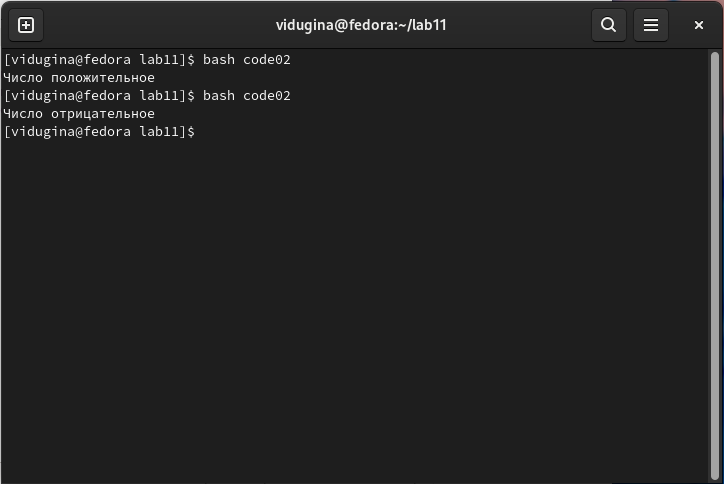 vidugina@fedora:~/lab11
[vidugina@fedora lab11]$ bash code02
Число положительное
[vidugina@fedora lab11]$ bash code02
Число отрицательное
[vidugina@fedora lab11]$